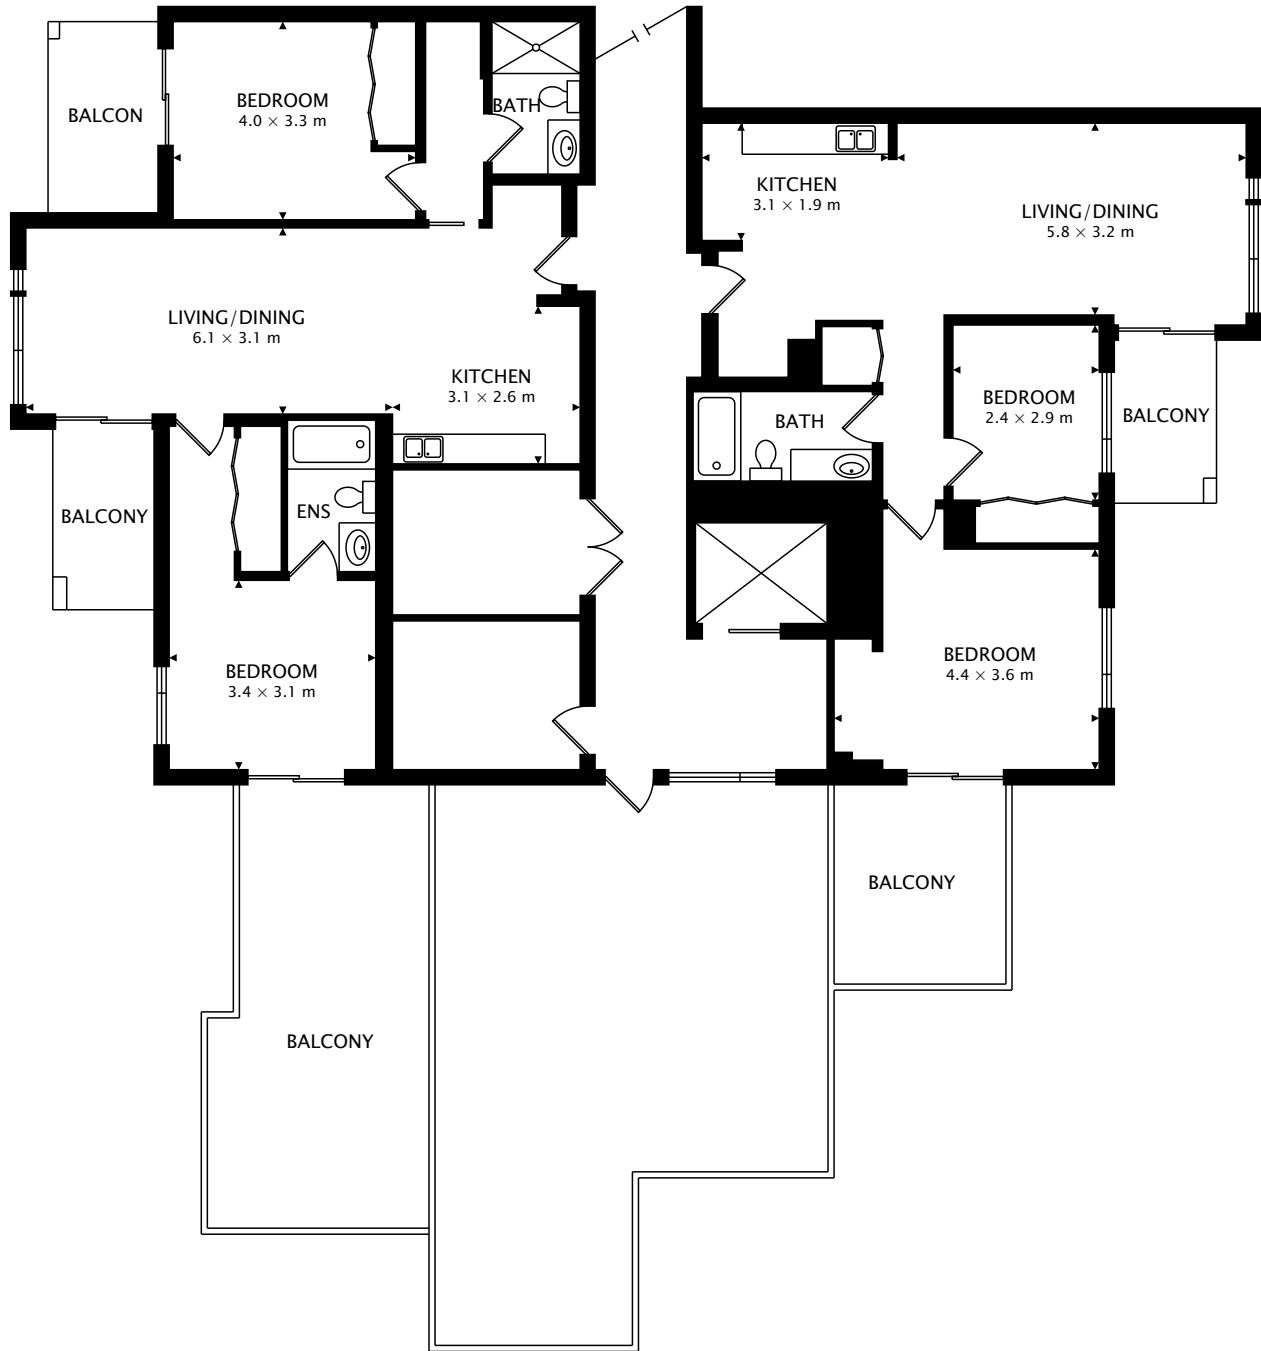 BALCON
BEDROOM
4.0 × 3.3 m
BATH
KITCHEN
3.1 × 1.9 m
LIVING/DINING
5.8 × 3.2 m
LIVING/DINING
6.1 × 3.1 m
KITCHEN
3.1 × 2.6 m
BEDROOM
2.4 × 2.9 m
BALCONY
BATH
BALCONY
ENS
BEDROOM
3.4 × 3.1 m
BEDROOM
4.4 × 3.6 m
BALCONY
BALCONY